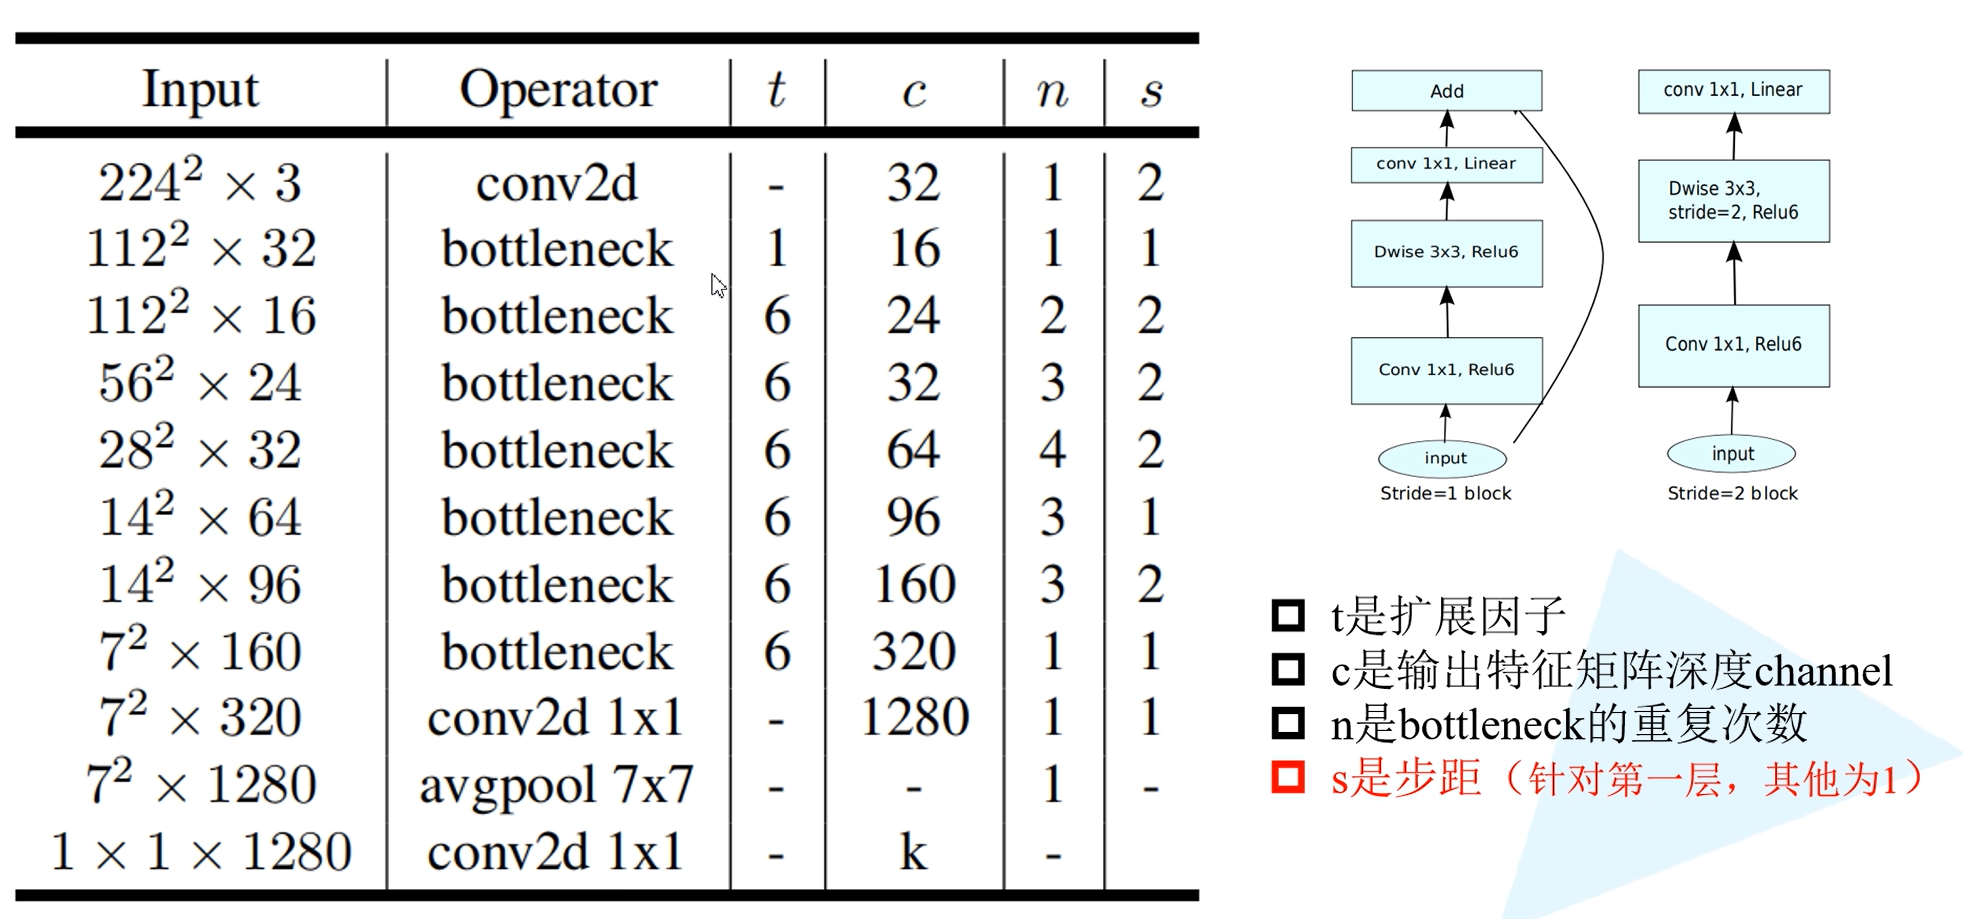 Input Operator t c n s
224² × 3 conv2d - 32 1 2
112² × 32 bottleneck 1 16 1 1
112² × 16 bottleneck 6 24 2 2
56² × 24 bottleneck 6 32 3 2
28² × 32 bottleneck 6 64 4 2
14² × 64 bottleneck 6 96 3 1
14² × 96 bottleneck 6 160 3 2
7² × 160 bottleneck 6 320 1 1
7² × 320 conv2d 1x1 - 1280 1 1
7² × 1280 avgpool 7x7 - - 1 -
1 × 1 × 1280 conv2d 1x1 - k -
Add
conv 1x1, Linear
Dwise 3x3, Relu6
Conv 1x1, Relu6
input
Stride=1 block
conv 1x1, Linear
Dwise 3x3,
stride=2, Relu6
Conv 1x1, Relu6
input
Stride=2 block
t是扩展因子
c是输出特征矩阵深度channel
n是bottleneck的重复次数
s是步距（针对第一层，其他为1）